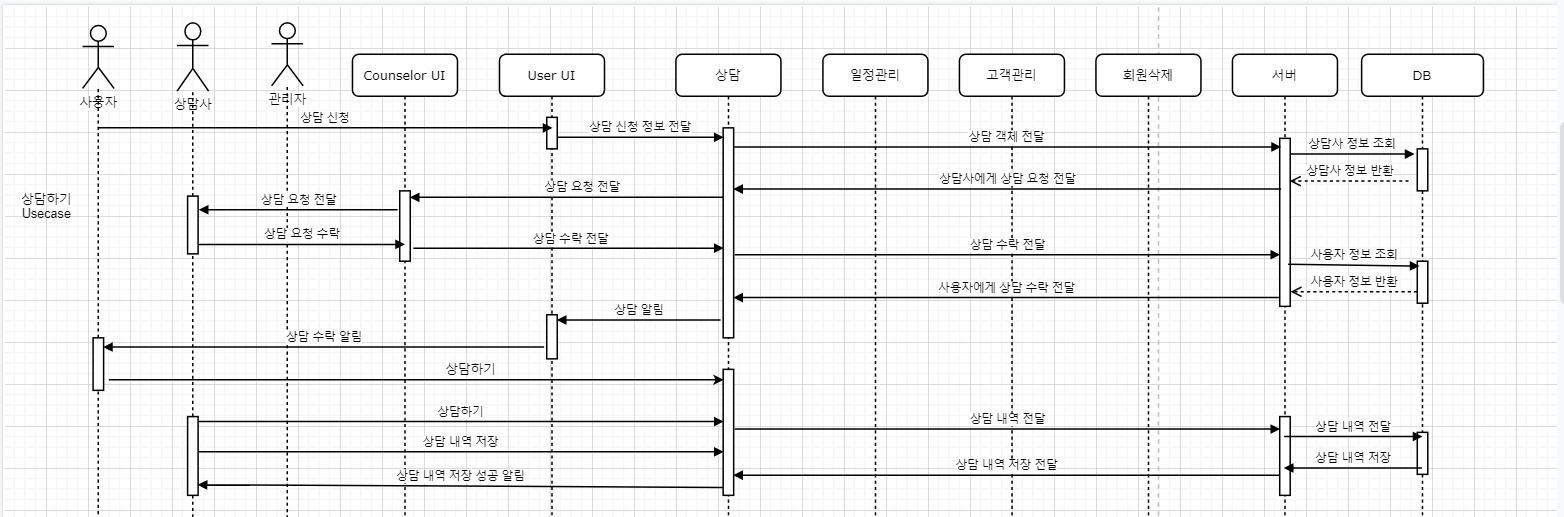 사용자
상담사
관리자
Counselor UI
User UI
상담
일정관리
고객관리
회원삭제
서버
DB
상담 신청
상담 신청 정보 전달
상담 객체 전달
상담사 정보 조회
상담사 정보 반환
상담사에게 상담 요청 전달
상담 요청 전달
상담 요청 전달
상담하기
Usecase
상담 요청 수락
상담 수락 전달
상담 수락 전달
사용자 정보 조회
사용자 정보 반환
사용자에게 상담 수락 전달
상담 알림
상담 수락 알림
상담하기
상담하기
상담 내역 전달
상담 내역 전달
상담 내역 저장
상담 내역 저장
상담 내역 저장 전달
상담 내역 저장 성공 알림